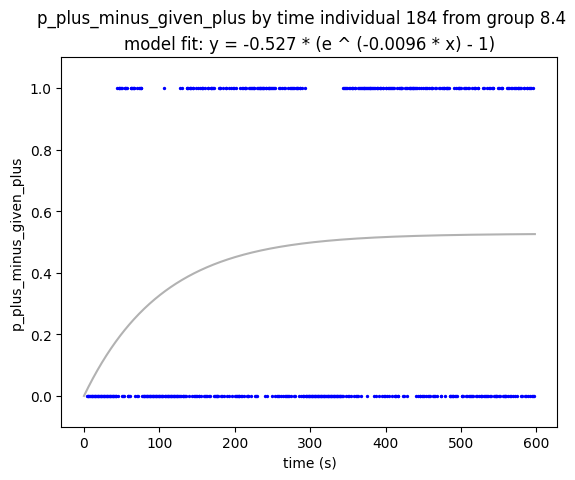 p_plus_minus_given_plus by time individual 184 from group 8.4
model fit: y = -0.527 * (e ^ (-0.0096 * x) - 1)
1.0
0.8
0.6
0.4
0.2
0.0
p_plus_minus_given_plus
0 100 200 300 400 500 600
time (s)